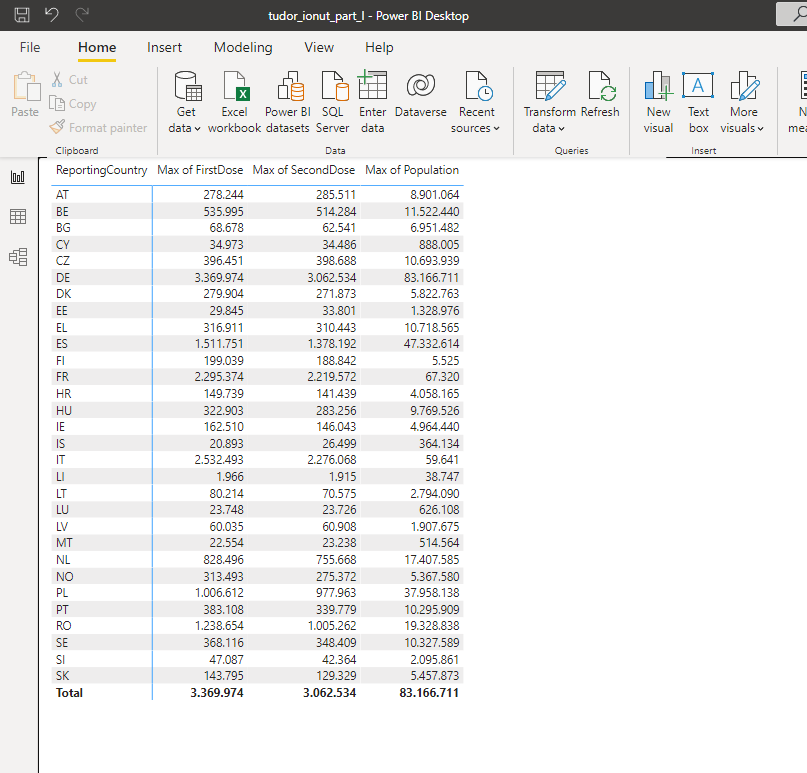 tudor_ionut_part_I - Power BI Desktop
File Home Insert Modeling View Help
Paste
Cut
Copy
Format painter
Get data
Excel workbook
Power BI datasets
SQL Server
Enter data
Dataverse
Recent sources
Transform data
Refresh
New visual
Text box
More visuals
Clipboard Data Queries Insert
ReportingCountry Max of FirstDose Max of SecondDose Max of Population
AT 278.244 285.511 8.901.064
BE 535.995 514.284 11.522.440
BG 68.678 62.541 6.951.482
CY 34.973 34.486 888.005
CZ 396.451 398.688 10.693.939
DE 3.369.974 3.062.534 83.166.711
DK 279.904 271.873 5.822.763
EE 29.845 33.801 1.328.976
EL 316.911 310.443 10.718.565
ES 1.511.751 1.378.192 47.332.614
FI 199.039 188.842 5.525
FR 2.295.374 2.219.572 67.320
HR 149.739 141.439 4.058.165
HU 322.903 283.256 9.769.526
IE 162.510 146.043 4.964.440
IS 20.893 26.499 364.134
IT 2.532.493 2.276.068 59.641
LI 1.966 1.915 38.747
LT 80.214 70.575 2.794.090
LU 23.748 23.726 626.108
LV 60.035 60.908 1.907.675
MT 22.554 23.238 514.564
NL 828.496 755.668 17.407.585
NO 313.493 275.372 5.367.580
PL 1.006.612 977.963 37.958.138
PT 383.108 339.779 10.295.909
RO 1.238.654 1.005.262 19.328.838
SE 368.116 348.409 10.327.589
SI 47.087 42.364 2.095.861
SK 143.795 129.329 5.457.873
Total 3.369.974 3.062.534 83.166.711